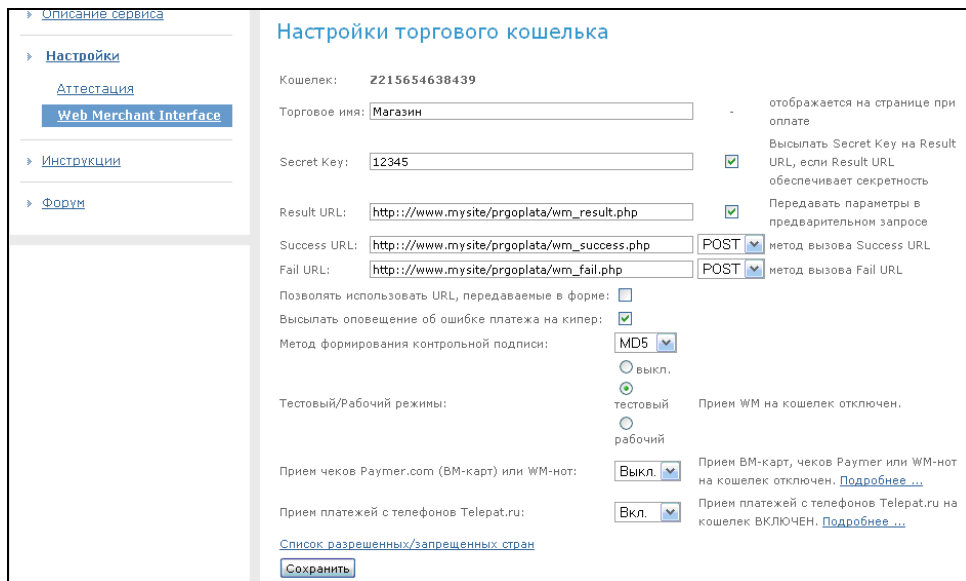 Описание сервиса
Настройки
Аттестация
Web Merchant Interface
Инструкции
Форум
Настройки торгового кошелька
Кошелек: Z215654638439
Торговое имя: Магазин - отображается на странице при
оплате
Secret Key: 12345 Высылать Secret Key на Result
URL, если Result URL
обеспечивает секретность
Result URL: http:://www.mysite/prgoplata/wm_result.php Передавать параметры в
предварительном запросе
Success URL: http:://www.mysite/prgoplata/wm_success.php POST метод вызова Success URL
Fail URL: http:://www.mysite/prgoplata/wm_fail.php POST метод вызова Fail URL
Позволять использовать URL, передаваемые в форме:
Высылать оповещение об ошибке платежа на кипер:
Метод формирования контрольной подписи: MD5
выкл.
Тестовый/Рабочий режимы: тестовый Прием WM на кошелек отключен.
рабочий
Прием чеков Paymer.com (ВМ-карт) или WM-нот: Выкл. Прием ВМ-карт, чеков Paymer или WM-нот
на кошелек отключен. Подробнее ...
Прием платежей с телефонов Telepat.ru: Вкл. Прием платежей с телефонов Telepat.ru на
кошелек ВКЛЮЧЕН. Подробнее ...
Список разрешенных/запрещенных стран
Сохранить